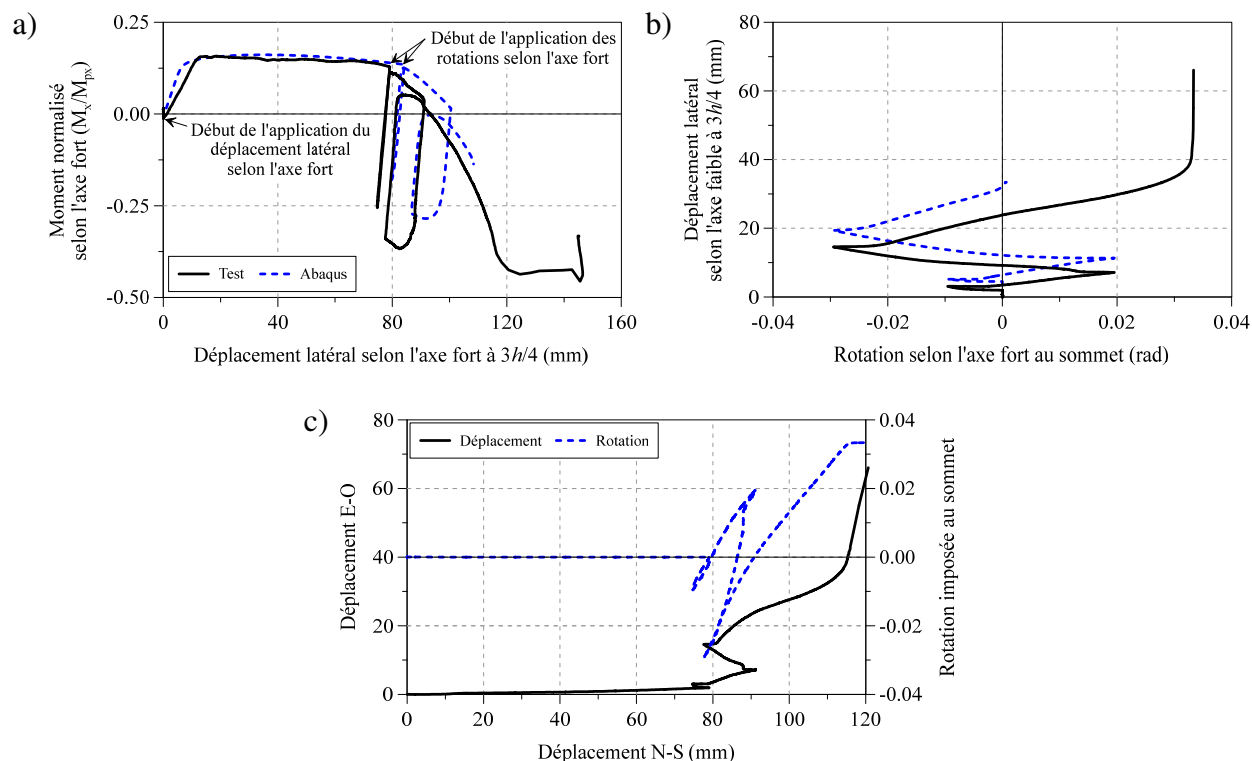 a)
Moment normalisé
selon l'axe fort (Mx/Mpx)
0.25
0.00
-0.25
-0.50
Début de l'application des
rotations selon l'axe fort
Début de l'application du
déplacement latéral
selon l'axe fort
Test
Abaqus
0
40
80
120
160
Déplacement latéral selon l'axe fort à 3h/4 (mm)
b)
Déplacement latéral
selon l'axe faible à 3h/4 (mm)
80
60
40
20
0
-0.04
-0.02
0
0.02
0.04
Rotation selon l'axe fort au sommet (rad)
c)
Déplacement E-O
80
60
40
20
0
Déplacement
Rotation
0.04
0.02
0.00
-0.02
-0.04
Rotation imposée au sommet
0
20
40
60
80
100
120
Déplacement N-S (mm)